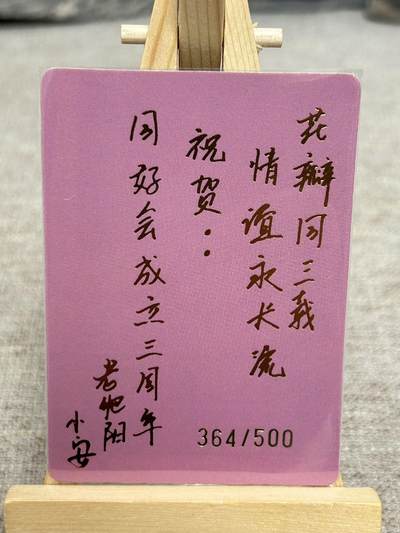 花瓣同三载
情谊永长流
祝贺：
同好会成立三周年
小安
364/500